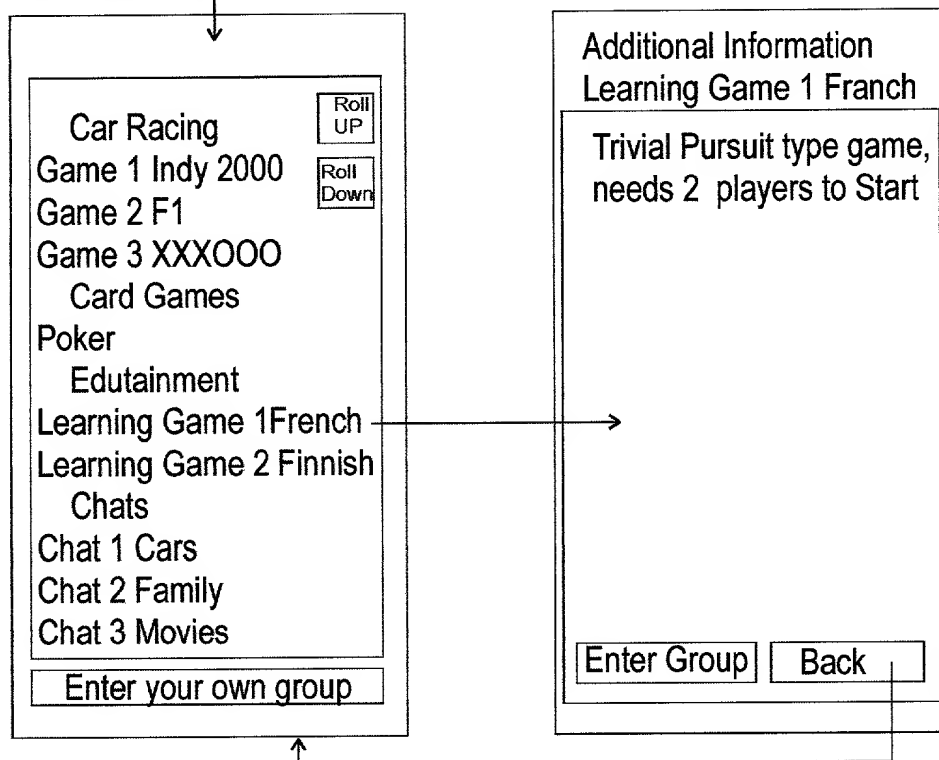 Roll
UP
Car Racing
Game 1 Indy 2000
Roll
Down
Game 2 F1
Game 3 XXXOOO
Card Games
Poker
Edutainment
Learning Game 1French
Learning Game 2 Finnish
Chats
Chat 1 Cars
Chat 2 Family
Chat 3 Movies
Enter your own group
Additional Information
Learning Game 1 Franch
Trivial Pursuit type game,
needs 2 players to Start
Enter Group
Back